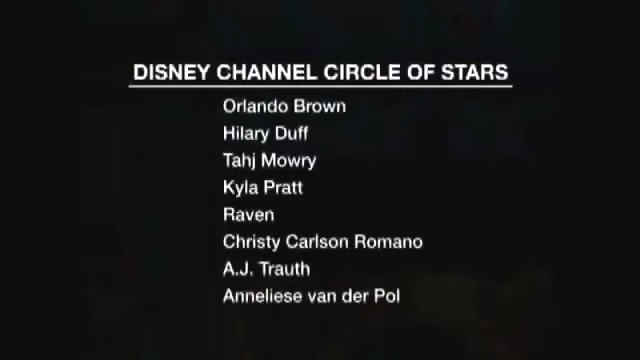 DISNEY CHANNEL CIRCLE OF STARS
Orlando Brown
Hilary Duff
Tahj Mowry
Kyla Pratt
Raven
Christy Carlson Romano
A.J. Trauth
Anneliese van der Pol